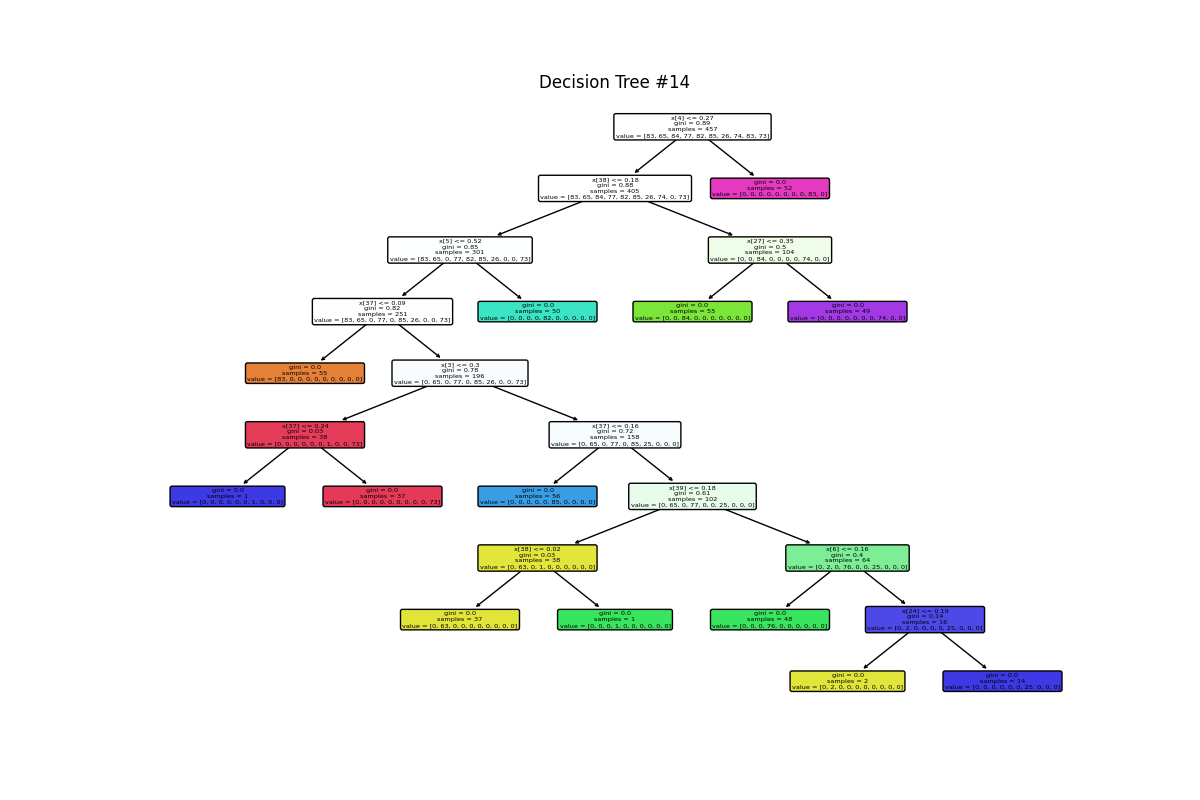 Decision Tree #14
x[4] <= 0.27
gini = 0.89
samples = 457
value = [83, 65, 84, 77, 82, 85, 26, 74, 83, 73]
x[38] <= 0.18
gini = 0.88
samples = 405
value = [83, 65, 84, 77, 82, 85, 26, 74, 0, 73]
gini = 0.0
samples = 52
value = [0, 0, 0, 0, 0, 0, 0, 0, 83, 0]
x[5] <= 0.52
gini = 0.85
samples = 301
value = [83, 65, 0, 77, 82, 85, 26, 0, 0, 73]
x[27] <= 0.35
gini = 0.5
samples = 104
value = [0, 0, 84, 0, 0, 0, 0, 74, 0, 0]
x[37] <= 0.09
gini = 0.82
samples = 251
value = [83, 65, 0, 77, 0, 85, 26, 0, 0, 73]
gini = 0.0
samples = 50
value = [0, 0, 0, 0, 82, 0, 0, 0, 0, 0]
gini = 0.0
samples = 55
value = [0, 0, 84, 0, 0, 0, 0, 0, 0, 0]
gini = 0.0
samples = 49
value = [0, 0, 0, 0, 0, 0, 0, 74, 0, 0]
gini = 0.0
samples = 55
value = [83, 0, 0, 0, 0, 0, 0, 0, 0, 0]
x[3] <= 0.3
gini = 0.78
samples = 196
value = [0, 65, 0, 77, 0, 85, 26, 0, 0, 73]
x[37] <= 0.24
gini = 0.03
samples = 38
value = [0, 0, 0, 0, 0, 0, 1, 0, 0, 73]
x[37] <= 0.16
gini = 0.72
samples = 158
value = [0, 65, 0, 77, 0, 85, 25, 0, 0, 0]
gini = 0.0
samples = 1
value = [0, 0, 0, 0, 0, 0, 1, 0, 0, 0]
gini = 0.0
samples = 37
value = [0, 0, 0, 0, 0, 0, 0, 0, 0, 73]
gini = 0.0
samples = 56
value = [0, 0, 0, 0, 0, 85, 0, 0, 0, 0]
x[39] <= 0.18
gini = 0.61
samples = 102
value = [0, 65, 0, 77, 0, 0, 25, 0, 0, 0]
x[38] <= 0.02
gini = 0.03
samples = 38
value = [0, 63, 0, 1, 0, 0, 0, 0, 0, 0]
x[6] <= 0.16
gini = 0.4
samples = 64
value = [0, 2, 0, 76, 0, 0, 25, 0, 0, 0]
gini = 0.0
samples = 37
value = [0, 63, 0, 0, 0, 0, 0, 0, 0, 0]
gini = 0.0
samples = 1
value = [0, 0, 0, 1, 0, 0, 0, 0, 0, 0]
gini = 0.0
samples = 48
value = [0, 0, 0, 76, 0, 0, 0, 0, 0, 0]
x[24] <= 0.19
gini = 0.14
samples = 16
value = [0, 2, 0, 0, 0, 0, 25, 0, 0, 0]
gini = 0.0
samples = 2
value = [0, 2, 0, 0, 0, 0, 0, 0, 0, 0]
gini = 0.0
samples = 14
value = [0, 0, 0, 0, 0, 0, 25, 0, 0, 0]